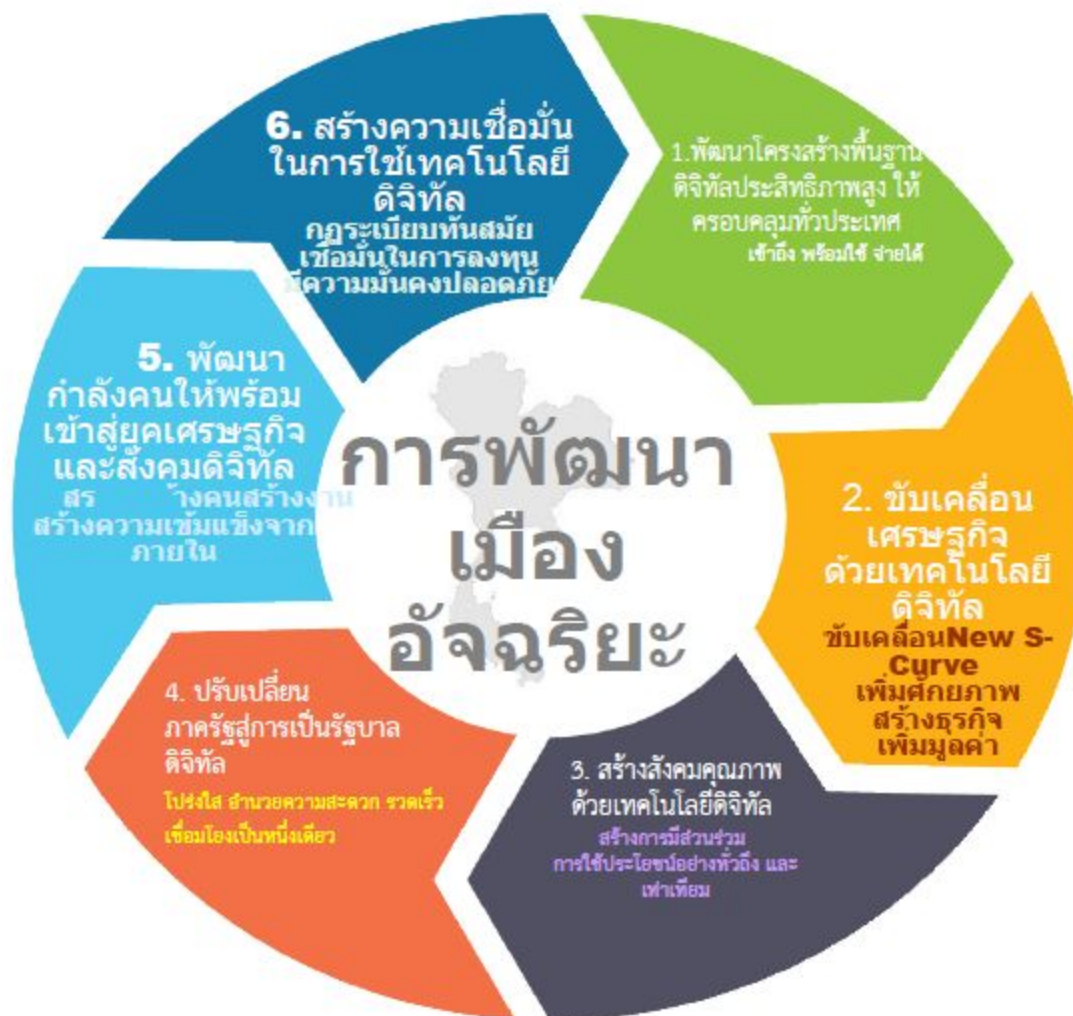 การพัฒนา
เมือง
อัจฉริยะ
1.พัฒนาโครงสร้างพื้นฐาน
ดิจิทัลประสิทธิภาพสูง ให้
ครอบคลุมทั่วประเทศ
เข้าถึง พร้อมใช้ จ่ายได้
2. ขับเคลื่อน
เศรษฐกิจ
ด้วยเทคโนโลยี
ดิจิทัล
ขับเคลื่อนNew S-
Curve
เพิ่มศักยภาพ
สร้างธุรกิจ
เพิ่มมูลค่า
3. สร้างสังคมคุณภาพ
ด้วยเทคโนโลยีดิจิทัล
สร้างการมีส่วนร่วม
การใช้ประโยชน์อย่างทั่วถึง และ
เท่าเทียม
4. ปรับเปลี่ยน
ภาครัฐสู่การเป็นรัฐบาล
ดิจิทัล
โปร่งใส อำนวยความสะดวก รวดเร็ว
เชื่อมโยงเป็นหนึ่งเดียว
5. พัฒนา
กำลังคนให้พร้อม
เข้าสู่ยุคเศรษฐกิจ
และสังคมดิจิทัล
สร ้างคนสร้างงาน
สร้างความเข้มแข็งจาก
ภายใน
6. สร้างความเชื่อมั่น
ในการใช้เทคโนโลยี
ดิจิทัล
กฎระเบียบทันสมัย
เชื่อมั่นในการลงทุน
มีความมั่นคงปลอดภัย